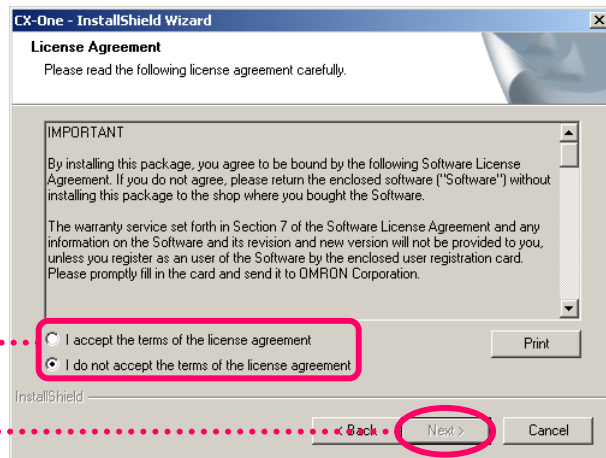 CX-One - InstallShield Wizard
License Agreement
Please read the following license agreement carefully.
IMPORTANT
By installing this package, you agree to be bound by the following Software License
Agreement. If you do not agree, please return the enclosed software ("Software") without
installing this package to the shop where you bought the Software.
The warranty service set forth in Section 7 of the Software License Agreement and any
information on the Software and its revision and new version will not be provided to you,
unless you register as an user of the Software by the enclosed user registration card.
Please promptly fill in the card and send it to OMRON Corporation.
I accept the terms of the license agreement
Print
I do not accept the terms of the license agreement
InstallShield
< Back Next > Cancel